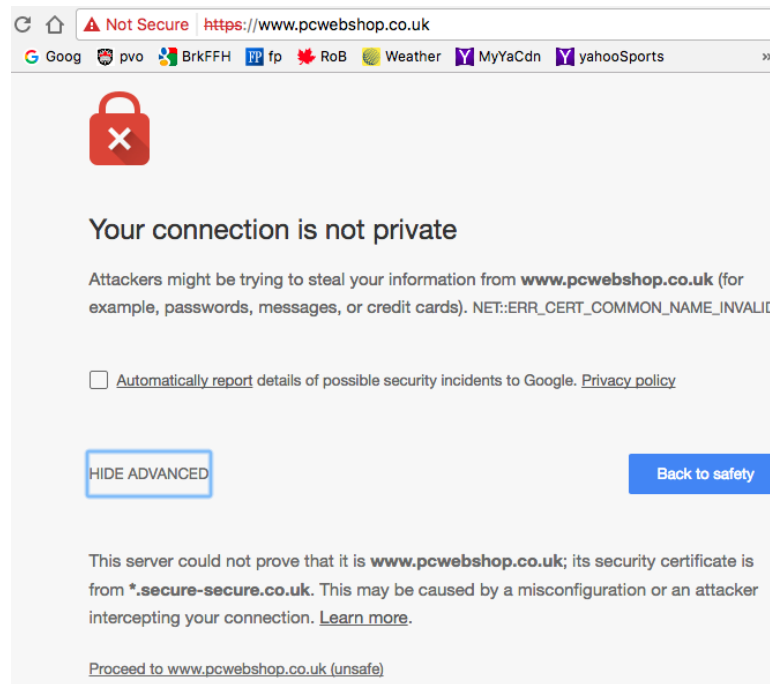 Not Secure https://www.pcwebshop.co.uk
G Goog pvo BrkFFH FP fp RoB Weather Y MyYaCdn Y yahooSports »
Your connection is not private
Attackers might be trying to steal your information from www.pcwebshop.co.uk (for
example, passwords, messages, or credit cards). NET::ERR_CERT_COMMON_NAME_INVALID
Automatically report details of possible security incidents to Google. Privacy policy
HIDE ADVANCED
Back to safety
This server could not prove that it is www.pcwebshop.co.uk; its security certificate is
from *.secure-secure.co.uk. This may be caused by a misconfiguration or an attacker
intercepting your connection. Learn more.
Proceed to www.pcwebshop.co.uk (unsafe)